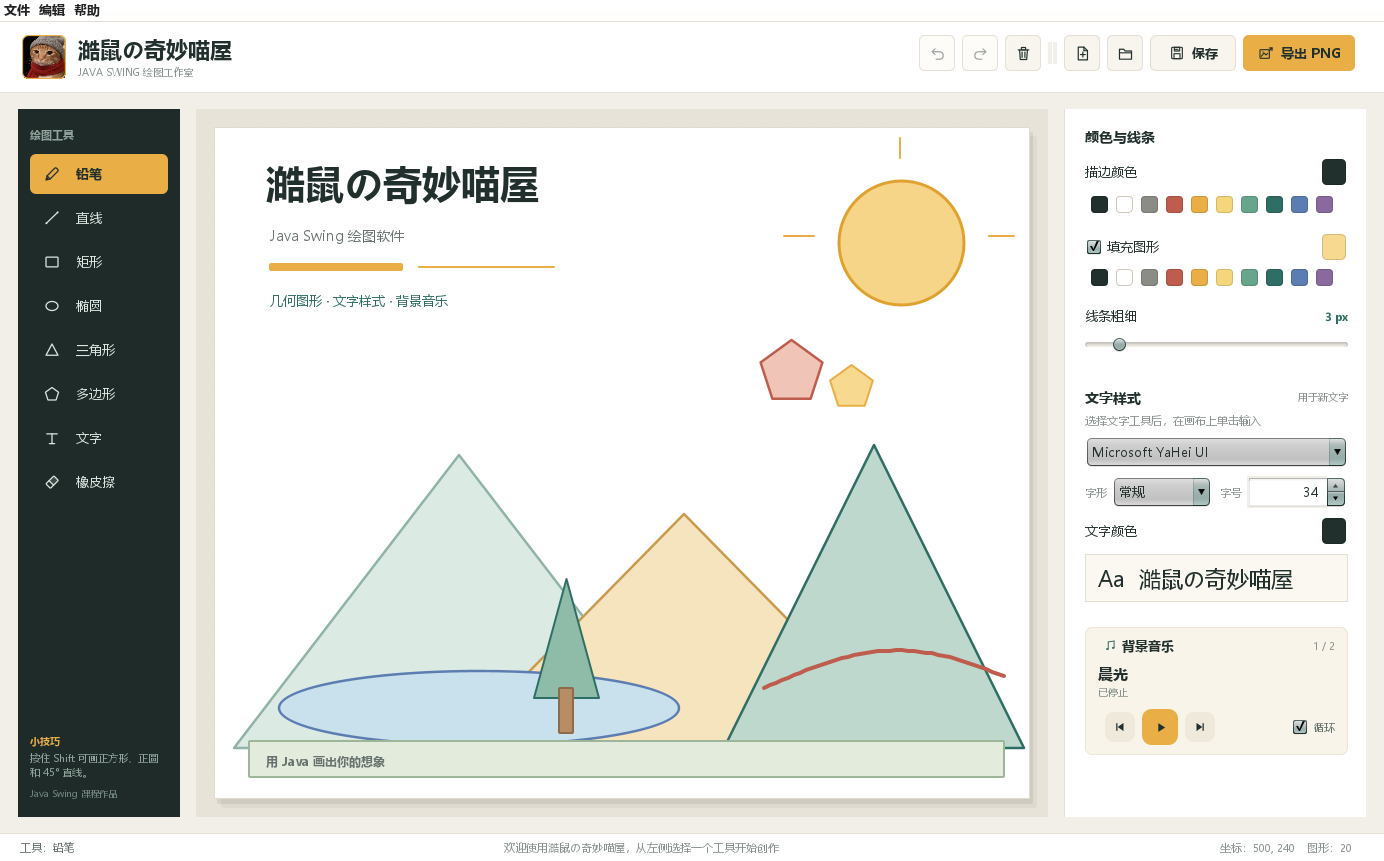 文件 编辑 帮助
澔鼠の奇妙喵屋
JAVA SWING 绘图工作室
保存
导出 PNG
绘图工具
铅笔
直线
矩形
椭圆
三角形
多边形
文字
橡皮擦
小技巧
按住 Shift 可画正方形、正圆
和 45° 直线。
Java Swing 课程作品
澔鼠の奇妙喵屋
Java Swing 绘图软件
几何图形 · 文字样式 · 背景音乐
用 Java 画出你的想象
颜色与线条
描边颜色
填充图形
线条粗细 3 px
文字样式 用于新文字
选择文字工具后，在画布上单击输入
Microsoft YaHei UI
字形 常规 字号 34
文字颜色
Aa 澔鼠の奇妙喵屋
背景音乐 1 / 2
晨光
已停止
循环
工具：铅笔
欢迎使用澔鼠の奇妙喵屋，从左侧选择一个工具开始创作
坐标：500, 240 图形：20